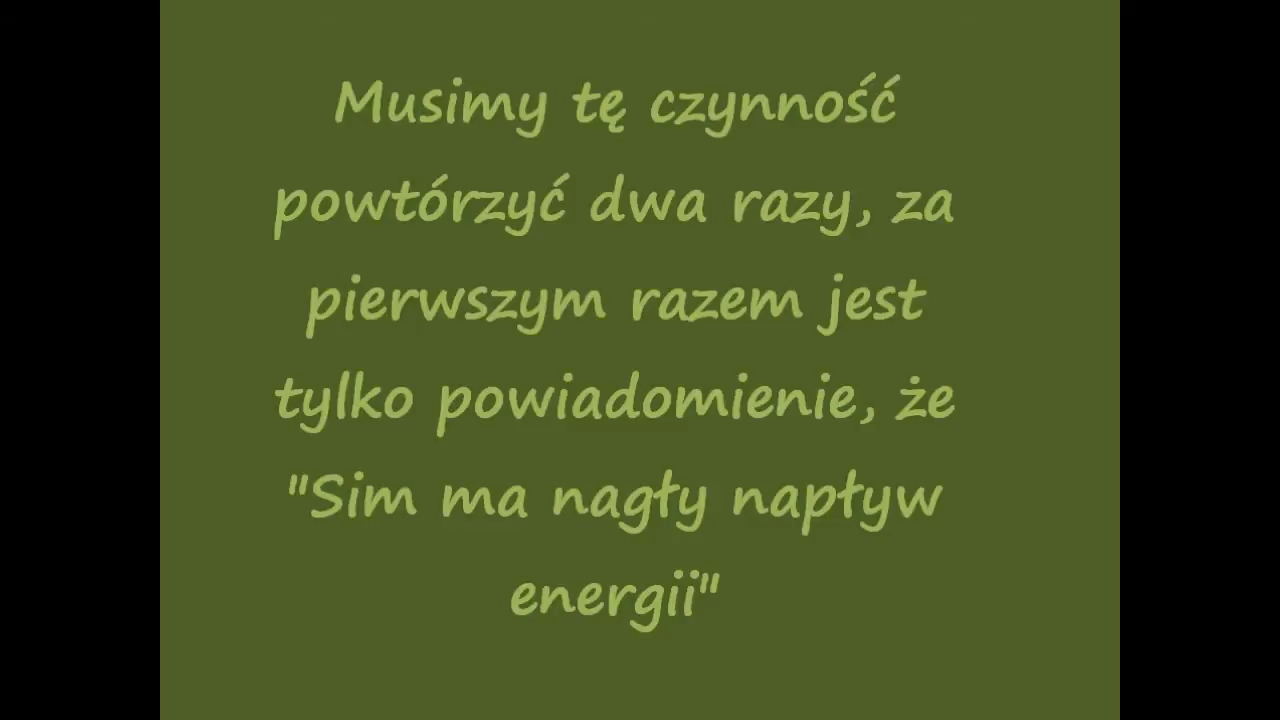 Musimy tę czynność
powtórzyć dwa razy, za
pierwszym razem jest
tylko powiadomienie, że
"Sim ma nagły napływ
energii"